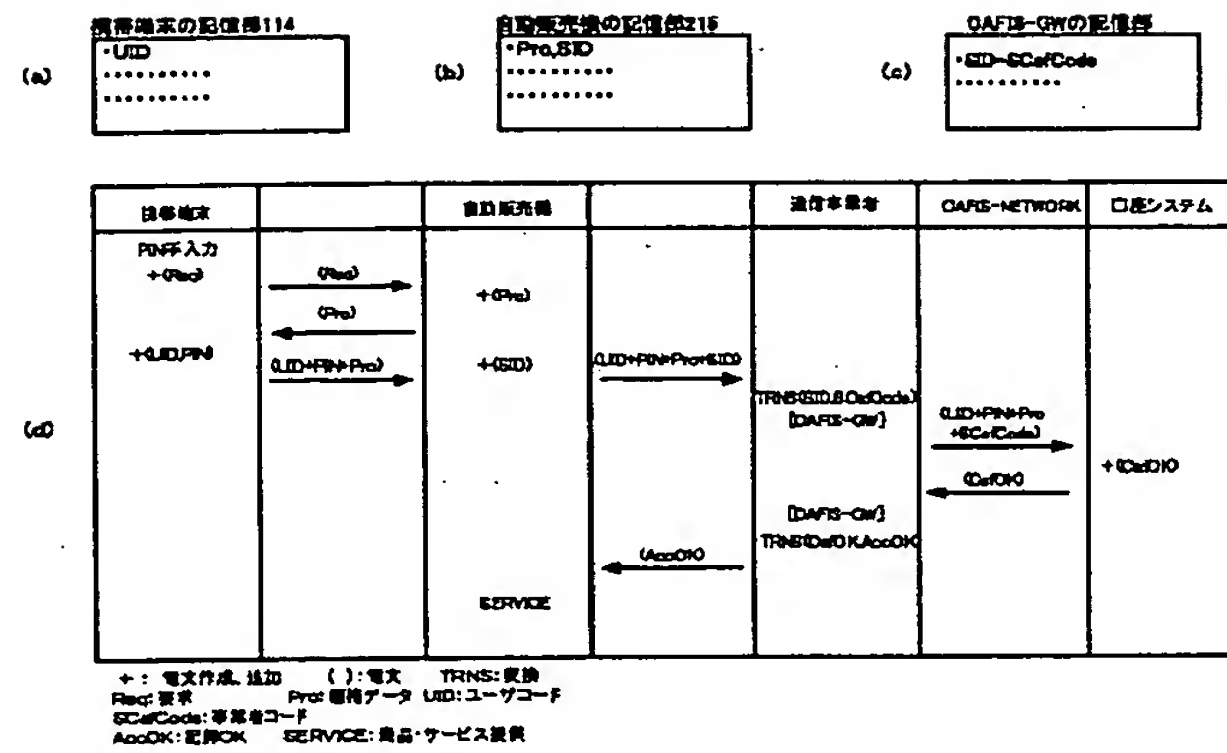 携帯端末の記憶部114
自動販売機の記憶部215
CAFIS-GWの記憶部
(a)
・UID
(b)
・Pro,SID
(c)
・SID-SCafCode
携帯端末
自動販売機
通信事業者
CAFIS-NETWORK
口座システム
(d)
PIN手入力
+(Req)
(Req)
+(Pro)
(Pro)
+(UID,PIN)
(UID+PIN+Pro)
+(SID)
(UID+PIN+Pro+SID)
TRNS(SID,SCafCode)
[CAFIS-GW]
(UID+PIN+Pro
+SCafCode)
+(CafOK)
(CafOK)
[CAFIS-GW]
TRNS(CafOK,AccOK)
(AccOK)
SERVICE
+: 電文作成、追加 ( ):電文 TRNS:変換
Req:要求 Pro:価格データ UID:ユーザコード
SCafCode:事業者コード
AccOK:記録OK SERVICE:商品・サービス提供